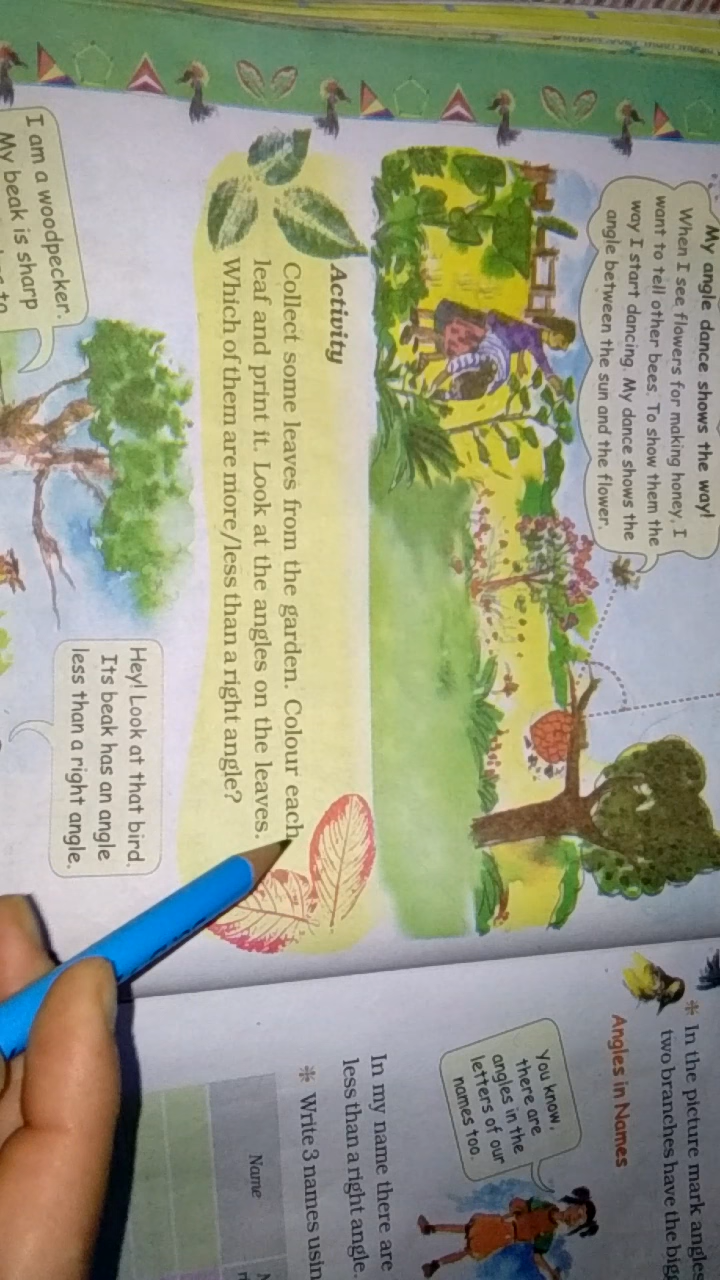 My angle dance shows the way!
When I see flowers for making honey, I
want to tell other bees. To show them the
way I start dancing. My dance shows the
angle between the sun and the flower.
Activity
Collect some leaves from the garden. Colour each
leaf and print it. Look at the angles on the leaves.
Which of them are more/less than a right angle?
I am a woodpecker.
My beak is sharp
Hey! Look at that bird.
Its beak has an angle
less than a right angle.
* In the picture mark angles
two branches have the big
Angles in Names
You know,
there are
angles in the
letters of our
names too.
In my name there are
less than a right angle.
* Write 3 names usin
Name